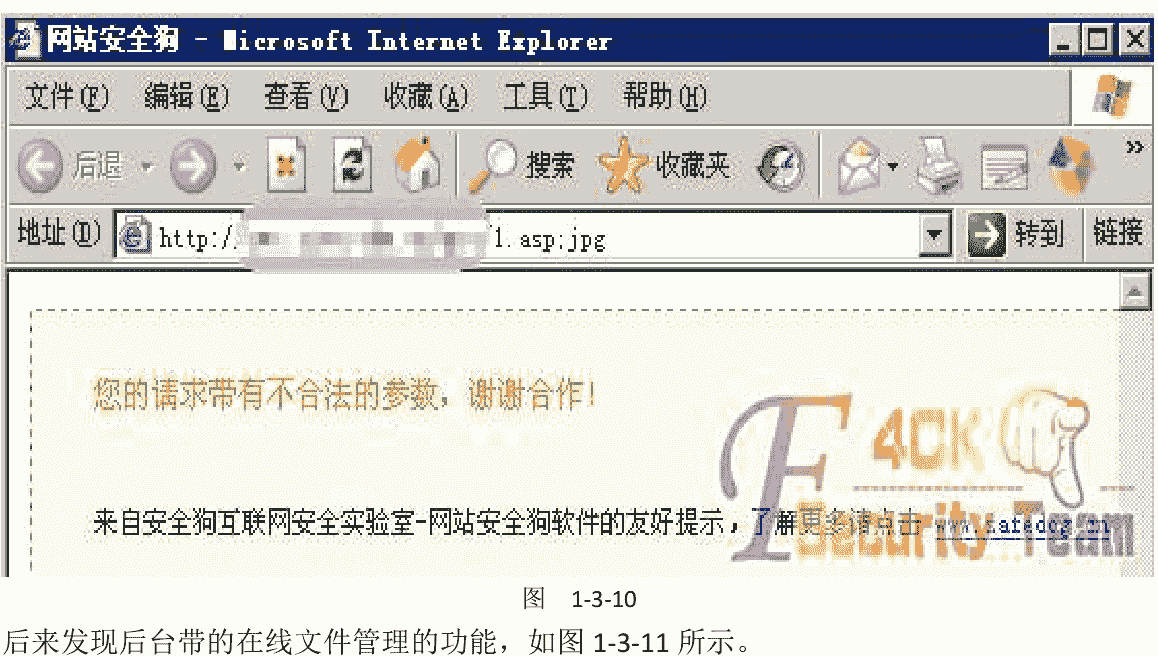 网站安全狗 - Microsoft Internet Explorer
文件(F) 编辑(E) 查看(V) 收藏(A) 工具(T) 帮助(H)
后退 搜索 收藏夹
地址(D) http:/ 1.asp;jpg 转到 链接
您的请求带有不合法的参数，谢谢合作！
F4CK
来自安全狗互联网安全实验室-网站安全狗软件的友好提示，了解更多请点击 www.safedog.cn
Security Team
图 1-3-10
后来发现后台带的在线文件管理的功能，如图 1-3-11 所示。